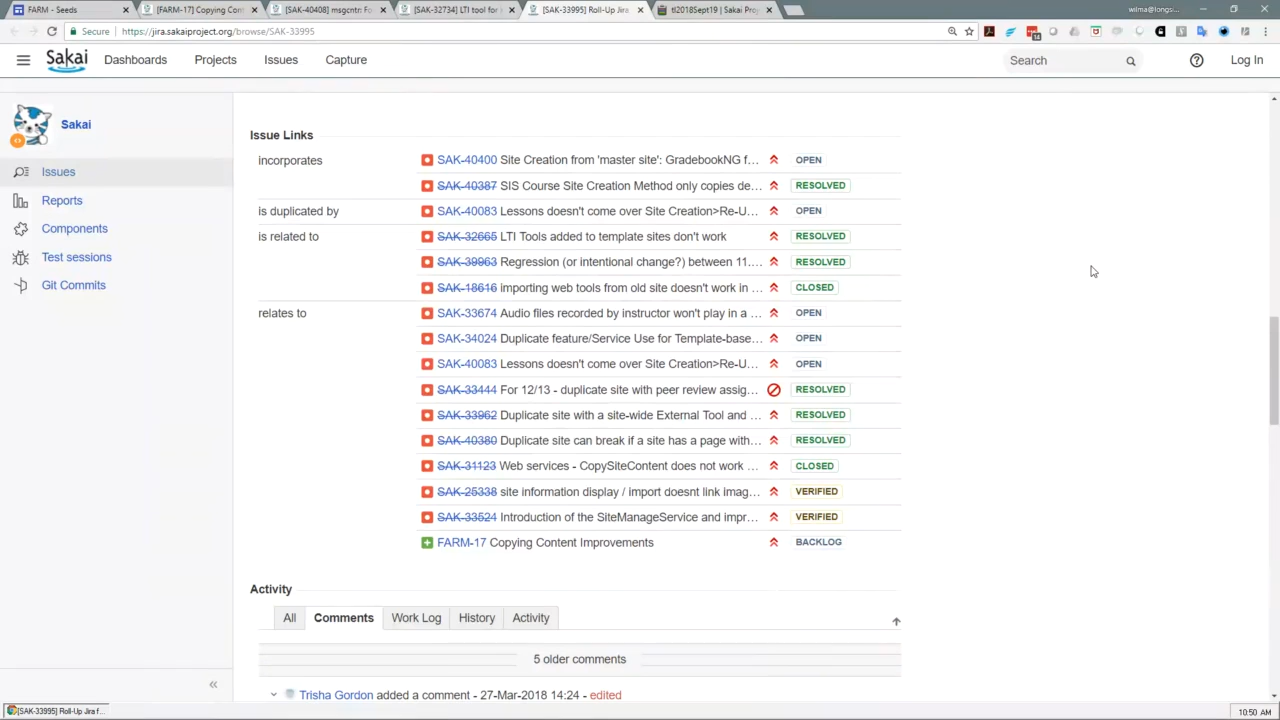 FARM - Seeds
[FARM-17] Copying Cont
[SAK-40408] msgcntr: F
[SAK-32734] LTI tool for
[SAK-33995] Roll-Up Jira
tl2018Sept19 | Sakai Proj
wilma@longs
Secure | https://jira.sakaiproject.org/browse/SAK-33995
Sakai Dashboards Projects Issues Capture Search Log In
Sakai
Issues
Reports
Components
Test sessions
Git Commits
Issue Links
incorporates SAK-40400 Site Creation from 'master site': GradebookNG f... OPEN
SAK-40387 SIS Course Site Creation Method only copies de... RESOLVED
is duplicated by SAK-40083 Lessons doesn't come over Site Creation>Re-U... OPEN
is related to SAK-32665 LTI Tools added to template sites don't work RESOLVED
SAK-39963 Regression (or intentional change?) between 11.... RESOLVED
SAK-18616 importing web tools from old site doesn't work in ... CLOSED
relates to SAK-33674 Audio files recorded by instructor won't play in a ... OPEN
SAK-34024 Duplicate feature/Service Use for Template-base... OPEN
SAK-40083 Lessons doesn't come over Site Creation>Re-U... OPEN
SAK-33444 For 12/13 - duplicate site with peer review assig... RESOLVED
SAK-33962 Duplicate site with a site-wide External Tool and ... RESOLVED
SAK-40380 Duplicate site can break if a site has a page with... RESOLVED
SAK-31123 Web services - CopySiteContent does not work ... CLOSED
SAK-25338 site information display / import doesnt link imag... VERIFIED
SAK-33524 Introduction of the SiteManageService and impr... VERIFIED
FARM-17 Copying Content Improvements BACKLOG
Activity
All Comments Work Log History Activity
5 older comments
Trisha Gordon added a comment - 27-Mar-2018 14:24 - edited
[SAK-33995] Roll-Up Jira f...
10:50 AM